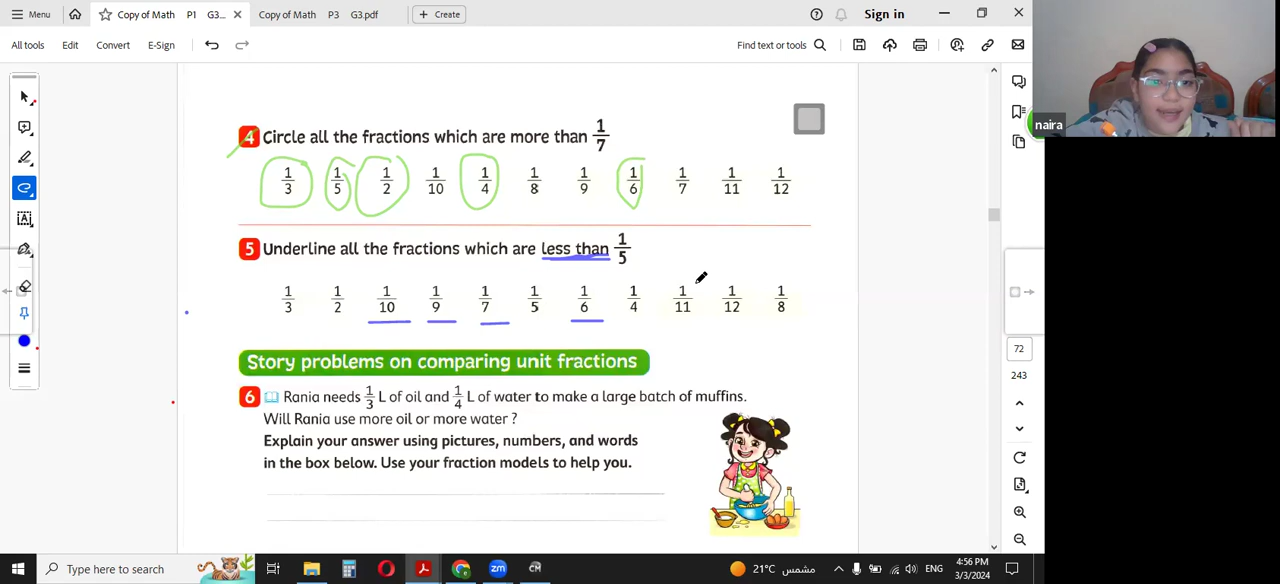 Menu
Copy of Math P1 G3...
Copy of Math P3 G3.pdf
Create
Sign in
All tools
Edit
Convert
E-Sign
Find text or tools
naira
4 Circle all the fractions which are more than 1/7
1/3 1/5 1/2 1/10 1/4 1/8 1/9 1/6 1/7 1/11 1/12
5 Underline all the fractions which are less than 1/5
1/3 1/2 1/10 1/9 1/7 1/5 1/6 1/4 1/11 1/12 1/8
Story problems on comparing unit fractions
6 Rania needs 1/3 L of oil and 1/4 L of water to make a large batch of muffins.
Will Rania use more oil or more water ?
Explain your answer using pictures, numbers, and words
in the box below. Use your fraction models to help you.
72
243
Type here to search
zm
21°C مشمس
ENG
4:56 PM
3/3/2024